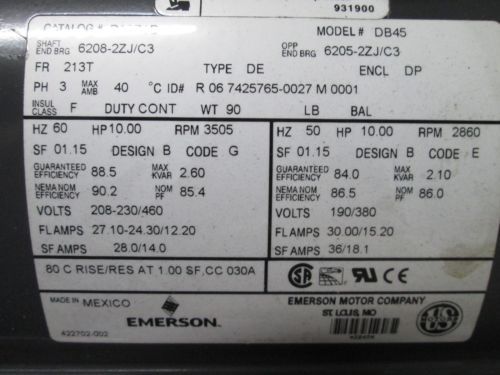 931900
CATALOG #
MODEL # DB45
SHAFT END BRG 6208-2ZJ/C3 OPP END BRG 6205-2ZJ/C3
FR 213T TYPE DE ENCL DP
PH 3 MAX AMB 40 °C ID# R 06 7425765-0027 M 0001
INSUL CLASS F DUTY CONT WT 90 LB BAL
HZ 60 HP 10.00 RPM 3505
SF 01.15 DESIGN B CODE G
GUARANTEED EFFICIENCY 88.5 MAX KVAR 2.60
NEMA NOM EFFICIENCY 90.2 NOM PF 85.4
VOLTS 208-230/460
FL AMPS 27.10-24.30/12.20
SF AMPS 28.0/14.0
HZ 50 HP 10.00 RPM 2860
SF 01.15 DESIGN B CODE E
GUARANTEED EFFICIENCY 84.0 MAX KVAR 2.10
NEMA NOM EFFICIENCY 86.5 NOM PF 86.0
VOLTS 190/380
FL AMPS 30.00/15.20
SF AMPS 36/18.1
80 C RISE/RES AT 1.00 SF,CC 030A
MADE IN MEXICO
EMERSON
422702-002
EMERSON MOTOR COMPANY
ST. LOUIS, MO
US MOTORS